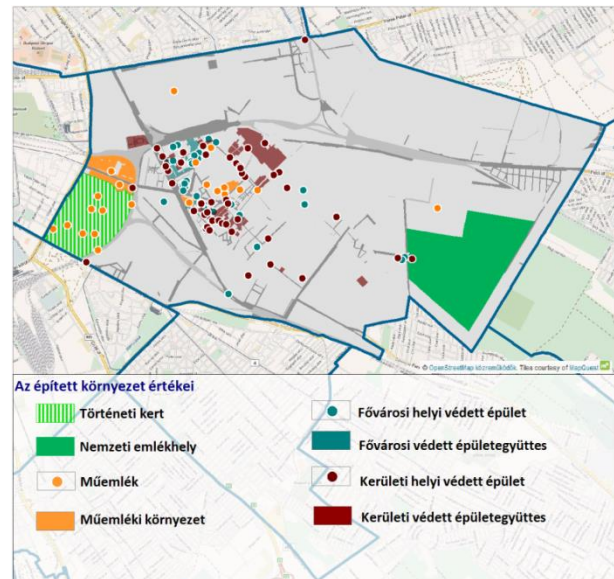 © OpenStreetMap közreműködők. Tiles courtesy of MapQuest
Az épített környezet értékei
Történeti kert
Nemzeti emlékhely
Műemlék
Műemléki környezet
Fővárosi helyi védett épület
Fővárosi védett épületegyüttes
Kerületi helyi védett épület
Kerületi védett épületegyüttes